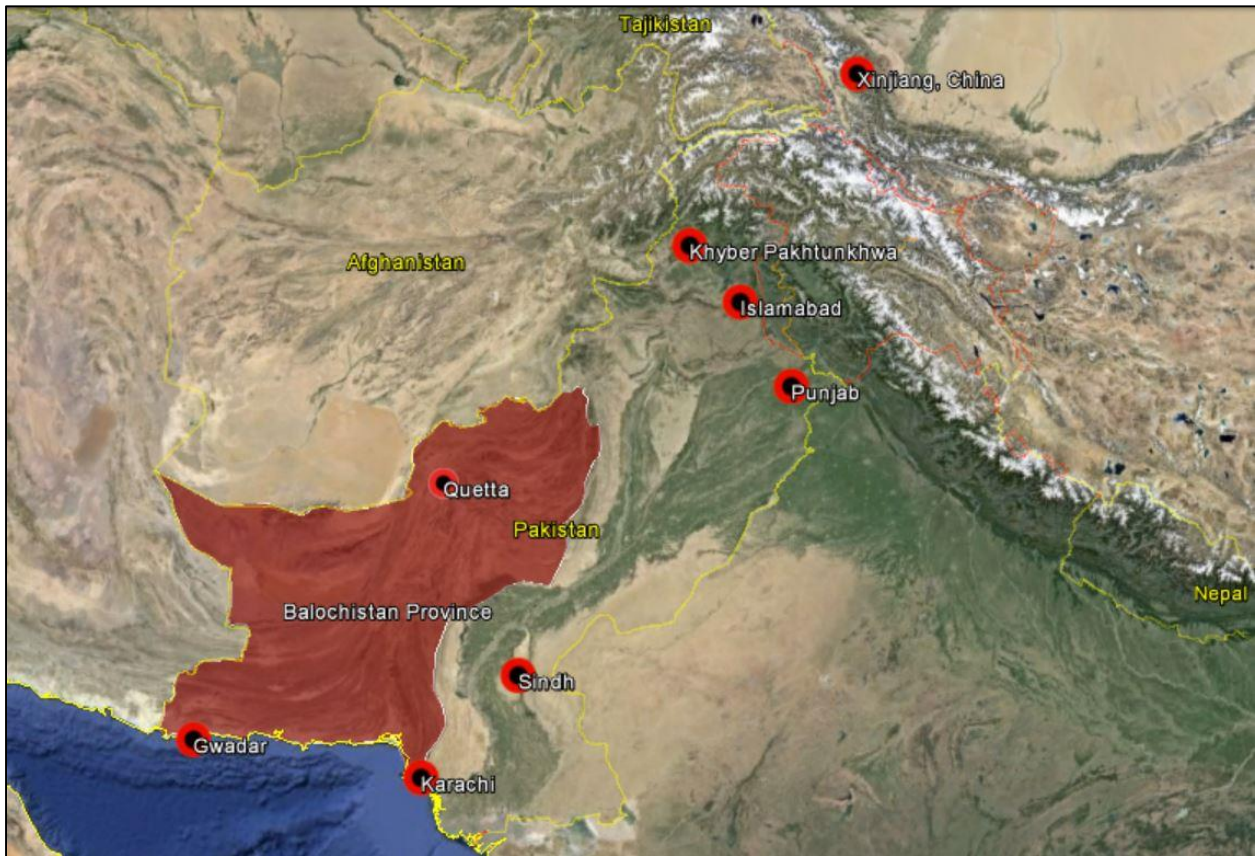 Tajikistan
Xinjiang, China
Khyber Pakhtunkhwa
Afghanistan
Islamabad
Punjab
Quetta
Pakistan
Nepal
Balochistan Province
Sindh
Gwadar
Karachi